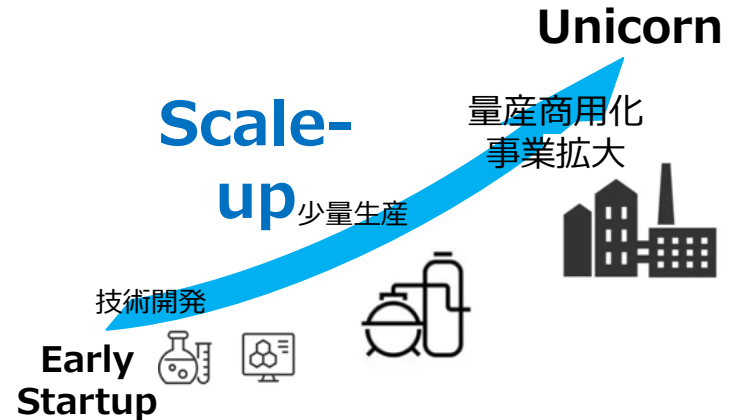 Unicorn
量産商用化
事業拡大
Scale-
up
少量生産
技術開発
Early
Startup